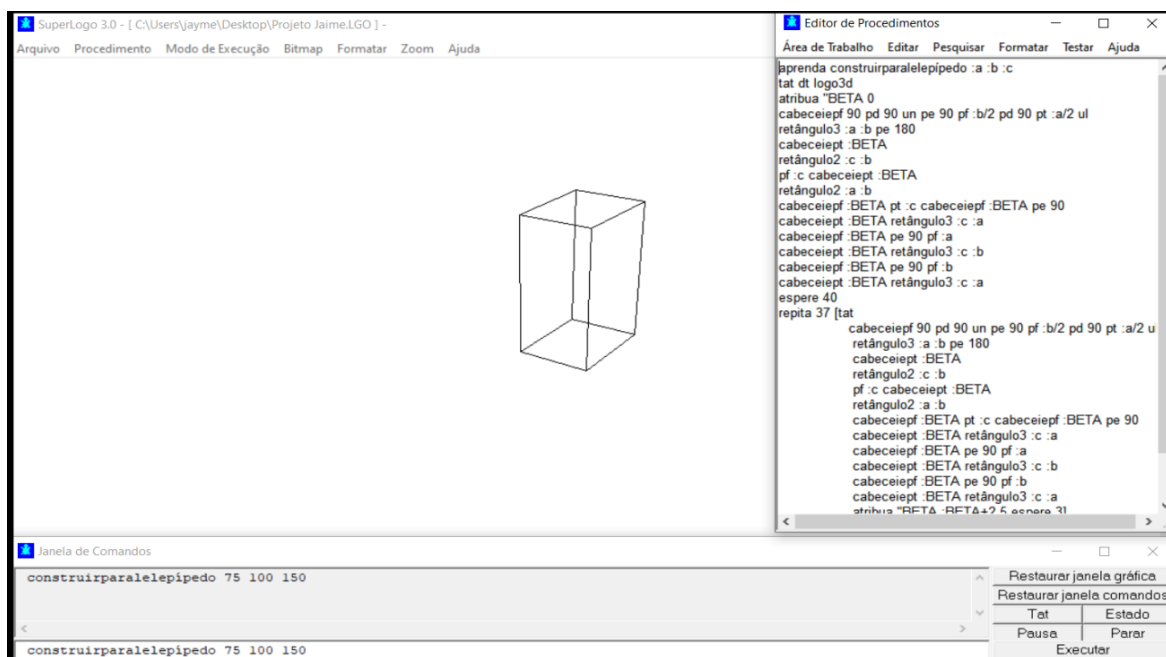 SuperLogo 3.0 - [ C:\Users\jayme\Desktop\Projeto Jaime.LGO ] -
Arquivo Procedimento Modo de Execução Bitmap Formatar Zoom Ajuda
Editor de Procedimentos
Área de Trabalho Editar Pesquisar Formatar Testar Ajuda
aprenda construirparalelepípedo :a :b :c
tat dt logo3d
atribua "BETA 0
cabeceiepf 90 pd 90 un pe 90 pf :b/2 pd 90 pt :a/2 ul
retângulo3 :a :b pe 180
cabeceiept :BETA
retângulo2 :c :b
pf :c cabeceiept :BETA
retângulo2 :a :b
cabeceiepf :BETA pt :c cabeceiepf :BETA pe 90
cabeceiept :BETA retângulo3 :c :a
cabeceiepf :BETA pe 90 pf :a
cabeceiept :BETA retângulo3 :c :b
cabeceiepf :BETA pe 90 pf :b
cabeceiept :BETA retângulo3 :c :a
espere 40
repita 37 [tat
cabeceiepf 90 pd 90 un pe 90 pf :b/2 pd 90 pt :a/2 ul
retângulo3 :a :b pe 180
cabeceiept :BETA
retângulo2 :c :b
pf :c cabeceiept :BETA
retângulo2 :a :b
cabeceiepf :BETA pt :c cabeceiepf :BETA pe 90
cabeceiept :BETA retângulo3 :c :a
cabeceiepf :BETA pe 90 pf :a
cabeceiept :BETA retângulo3 :c :b
cabeceiepf :BETA pe 90 pf :b
cabeceiept :BETA retângulo3 :c :a
atribua "BETA :BETA+2.5 espere 3]
Janela de Comandos
construirparalelepípedo 75 100 150
Restaurar janela gráfica
Restaurar janela comandos
Tat Estado
Pausa Parar
Executar
construirparalelepípedo 75 100 150